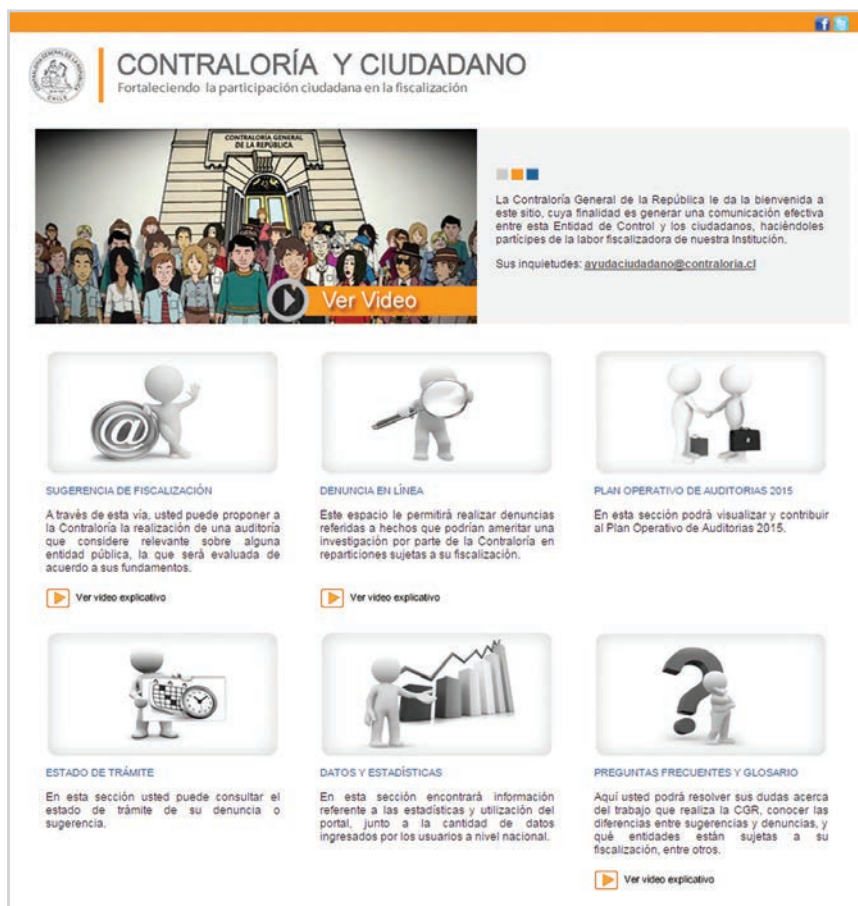 CONTRALORÍA GENERAL DE LA REPÚBLICA
CHILE
CONTRALORÍA Y CIUDADANO
Fortaleciendo la participación ciudadana en la fiscalización
CONTRALORÍA GENERAL
DE LA REPÚBLICA
Ver Video
La Contraloría General de la República le da la bienvenida a
este sitio, cuya finalidad es generar una comunicación efectiva
entre esta Entidad de Control y los ciudadanos, haciéndoles
partícipes de la labor fiscalizadora de nuestra Institución.
Sus inquietudes: ayudaciudadano@contraloria.cl
SUGERENCIA DE FISCALIZACIÓN
A través de esta vía, usted puede proponer a
la Contraloría la realización de una auditoría
que considere relevante sobre alguna
entidad pública, la que será evaluada de
acuerdo a sus fundamentos.
Ver video explicativo
DENUNCIA EN LÍNEA
Este espacio le permitirá realizar denuncias
referidas a hechos que podrían ameritar una
investigación por parte de la Contraloría en
reparticiones sujetas a su fiscalización.
Ver video explicativo
PLAN OPERATIVO DE AUDITORIAS 2015
En esta sección podrá visualizar y contribuir
al Plan Operativo de Auditorias 2015.
ESTADO DE TRÁMITE
En esta sección usted puede consultar el
estado de trámite de su denuncia o
sugerencia.
DATOS Y ESTADÍSTICAS
En esta sección encontrará información
referente a las estadísticas y utilización del
portal, junto a la cantidad de datos
ingresados por los usuarios a nivel nacional.
PREGUNTAS FRECUENTES Y GLOSARIO
Aquí usted podrá resolver sus dudas acerca
del trabajo que realiza la CGR, conocer las
diferencias entre sugerencias y denuncias, y
qué entidades están sujetas a su
fiscalización, entre otros.
Ver video explicativo